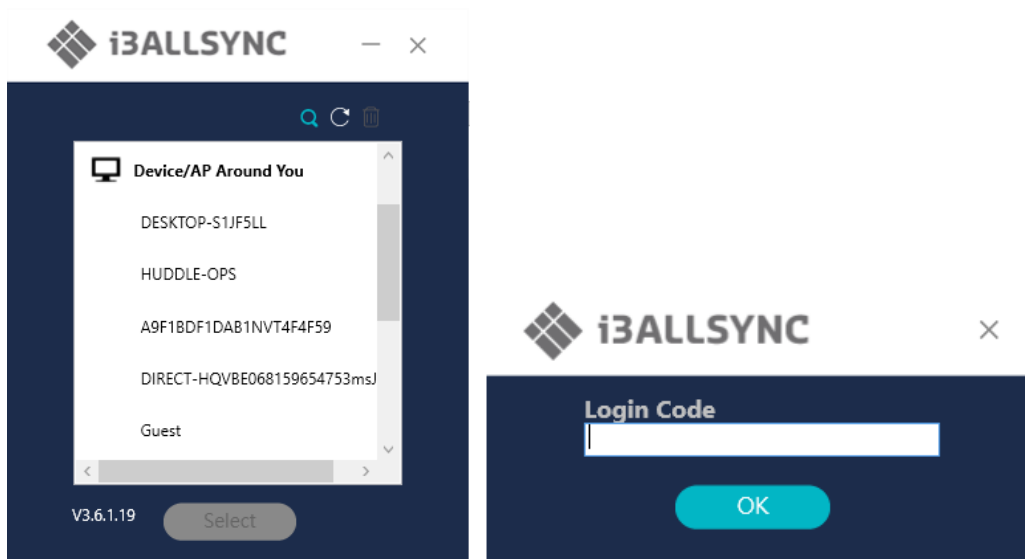 i3ALLSYNC
Device/AP Around You
DESKTOP-S1JF5LL
HUDDLE-OPS
A9F1BDF1DAB1NVT4F4F59
DIRECT-HQVBE068159654753msJ
Guest
V3.6.1.19
Select
i3ALLSYNC
Login Code
OK